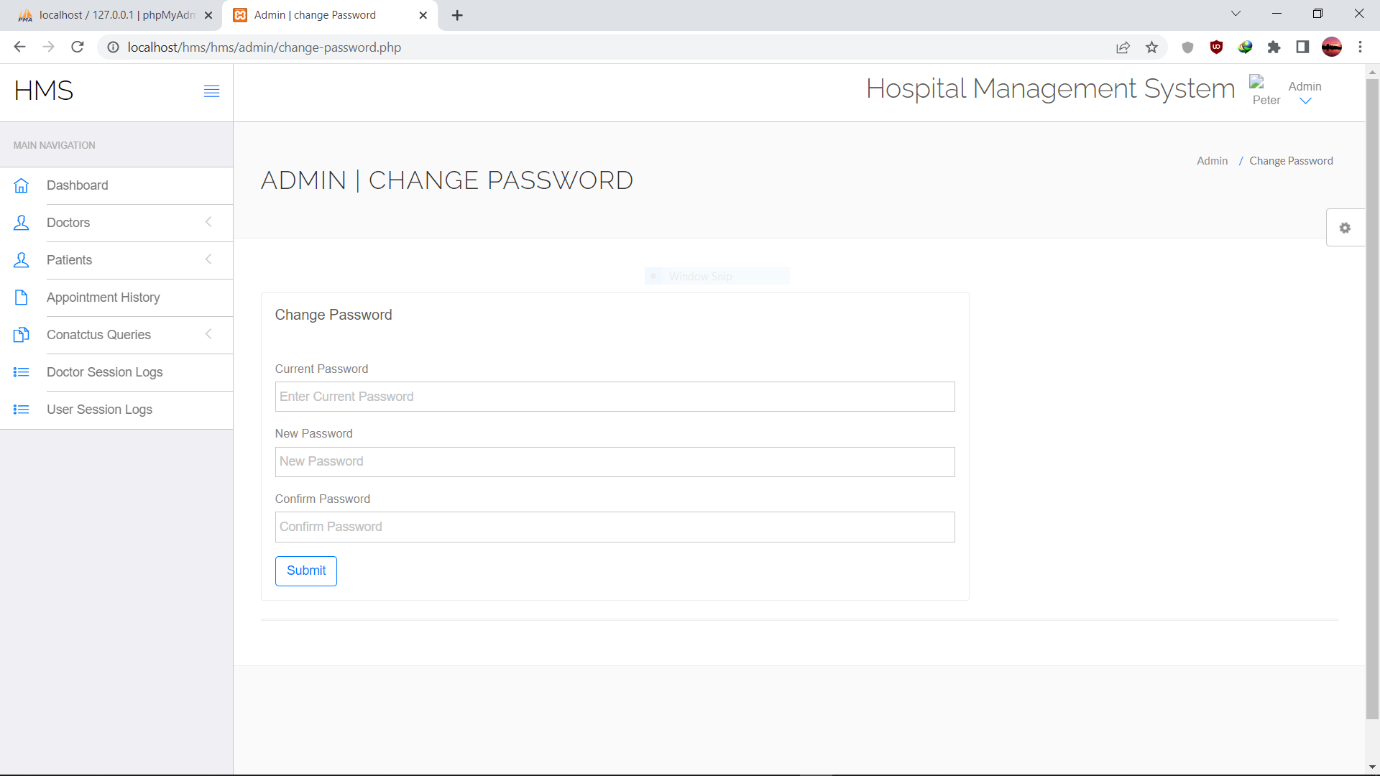 localhost / 127.0.0.1 | phpMyAdm
Admin | change Password
localhost/hms/hms/admin/change-password.php
HMS
Hospital Management System
Peter
Admin
MAIN NAVIGATION
Dashboard
Doctors
Patients
Appointment History
Conatctus Queries
Doctor Session Logs
User Session Logs
ADMIN | CHANGE PASSWORD
Admin / Change Password
Window Snip
Change Password
Current Password
Enter Current Password
New Password
New Password
Confirm Password
Confirm Password
Submit